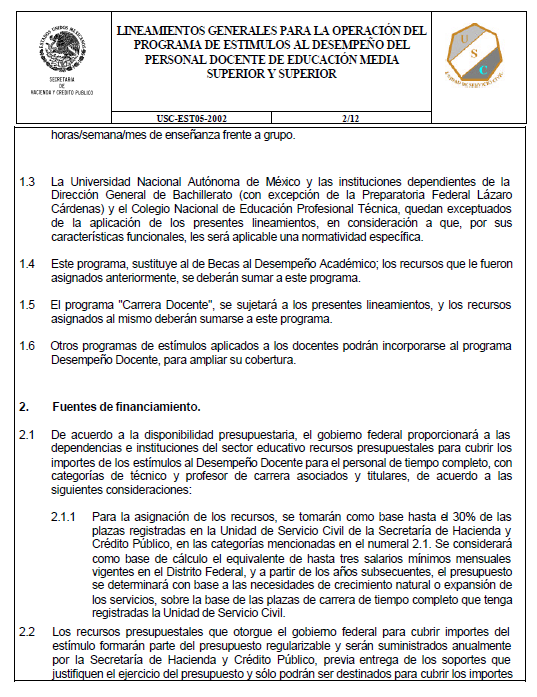 LINEAMIENTOS GENERALES PARA LA OPERACIÓN DEL
PROGRAMA DE ESTIMULOS AL DESEMPEÑO DEL
PERSONAL DOCENTE DE EDUCACIÓN MEDIA
SUPERIOR Y SUPERIOR
ESTADOS UNIDOS MEXICANOS
SECRETARIA
DE
HACIENDA Y CRÉDITO PUBLICO
U
S
C
UNIDAD DE SERVICIO CIVIL
USC-EST05-2002
2/12
horas/semana/mes de enseñanza frente a grupo.
1.3 La Universidad Nacional Autónoma de México y las instituciones dependientes de la
Dirección General de Bachillerato (con excepción de la Preparatoria Federal Lázaro
Cárdenas) y el Colegio Nacional de Educación Profesional Técnica, quedan exceptuados
de la aplicación de los presentes lineamientos, en consideración a que, por sus
características funcionales, les será aplicable una normatividad específica.
1.4 Este programa, sustituye al de Becas al Desempeño Académico; los recursos que le fueron
asignados anteriormente, se deberán sumar a este programa.
1.5 El programa "Carrera Docente", se sujetará a los presentes lineamientos, y los recursos
asignados al mismo deberán sumarse a este programa.
1.6 Otros programas de estímulos aplicados a los docentes podrán incorporarse al programa
Desempeño Docente, para ampliar su cobertura.
2. Fuentes de financiamiento.
2.1 De acuerdo a la disponibilidad presupuestaria, el gobierno federal proporcionará a las
dependencias e instituciones del sector educativo recursos presupuestales para cubrir los
importes de los estímulos al Desempeño Docente para el personal de tiempo completo, con
categorías de técnico y profesor de carrera asociados y titulares, de acuerdo a las
siguientes consideraciones:
2.1.1 Para la asignación de los recursos, se tomarán como base hasta el 30% de las
plazas registradas en la Unidad de Servicio Civil de la Secretaría de Hacienda y
Crédito Público, en las categorías mencionadas en el numeral 2.1. Se considerará
como base de cálculo el equivalente de hasta tres salarios mínimos mensuales
vigentes en el Distrito Federal, y a partir de los años subsecuentes, el presupuesto
se determinará con base a las necesidades de crecimiento natural o expansión de
los servicios, sobre la base de las plazas de carrera de tiempo completo que tenga
registradas la Unidad de Servicio Civil.
2.2 Los recursos presupuestales que otorgue el gobierno federal para cubrir importes del
estímulo formarán parte del presupuesto regularizable y serán suministrados anualmente
por la Secretaría de Hacienda y Crédito Público, previa entrega de los soportes que
justifiquen el ejercicio del presupuesto y sólo podrán ser destinados para cubrir los importes